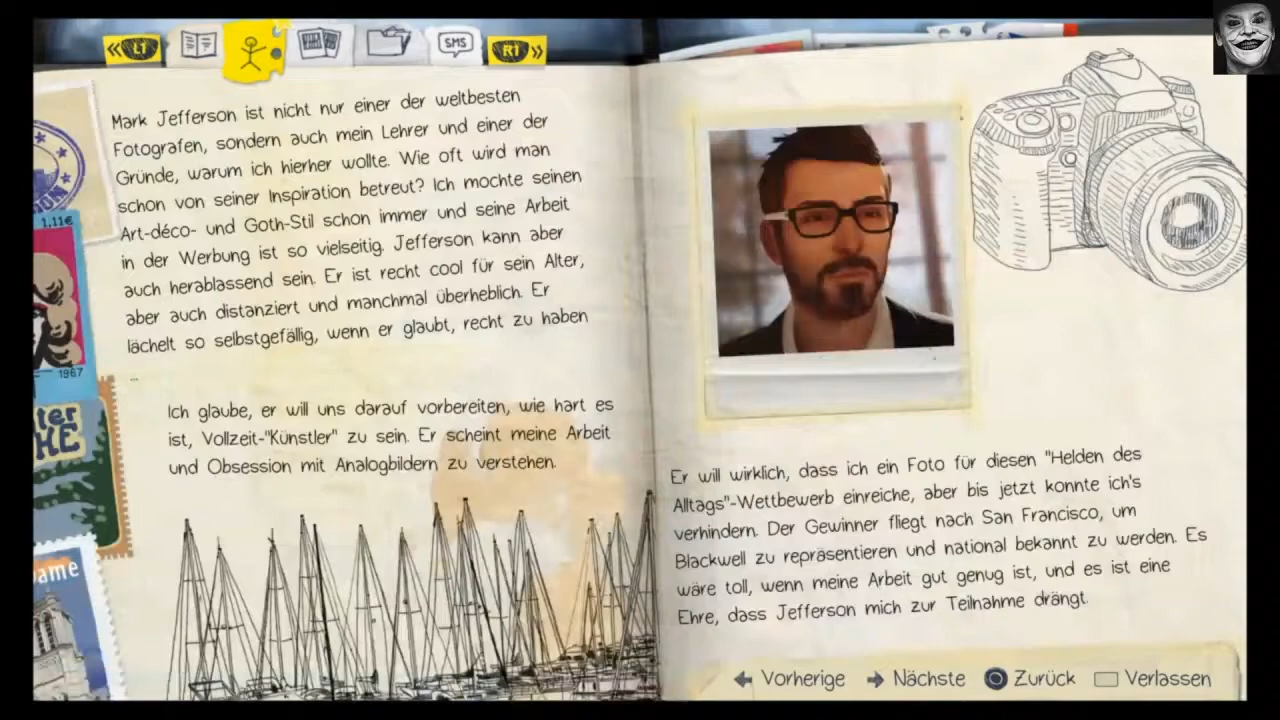 L1
SMS
R1
1.11€
1967
ter
HE
ame
Mark Jefferson ist nicht nur einer der weltbesten
Fotografen, sondern auch mein Lehrer und einer der
Gründe, warum ich hierher wollte. Wie oft wird man
schon von seiner Inspiration betreut? Ich mochte seinen
Art-déco- und Goth-Stil schon immer und seine Arbeit
in der Werbung ist so vielseitig. Jefferson kann aber
auch herablassend sein. Er ist recht cool für sein Alter,
aber auch distanziert und manchmal überheblich. Er
lächelt so selbstgefällig, wenn er glaubt, recht zu haben
...
Ich glaube, er will uns darauf vorbereiten, wie hart es
ist, Vollzeit-"Künstler" zu sein. Er scheint meine Arbeit
und Obsession mit Analogbildern zu verstehen.
Er will wirklich, dass ich ein Foto für diesen "Helden des
Alltags"-Wettbewerb einreiche, aber bis jetzt konnte ich's
verhindern. Der Gewinner fliegt nach San Francisco, um
Blackwell zu repräsentieren und national bekannt zu werden. Es
wäre toll, wenn meine Arbeit gut genug ist, und es ist eine
Ehre, dass Jefferson mich zur Teilnahme drängt.
Vorherige Nächste Zurück Verlassen